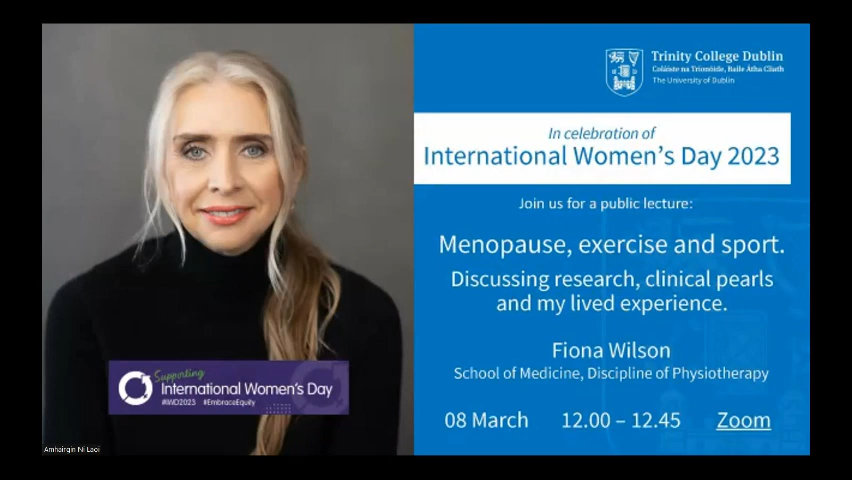 Trinity College Dublin
Coláiste na Tríonóide, Baile Átha Cliath
The University of Dublin
In celebration of
International Women's Day 2023
Join us for a public lecture:
Menopause, exercise and sport.
Discussing research, clinical pearls
and my lived experience.
Fiona Wilson
School of Medicine, Discipline of Physiotherapy
08 March 12.00 – 12.45 Zoom
Supporting
International Women's Day
#IWD2023 #EmbraceEquity
Amhairgin Ni Laoi